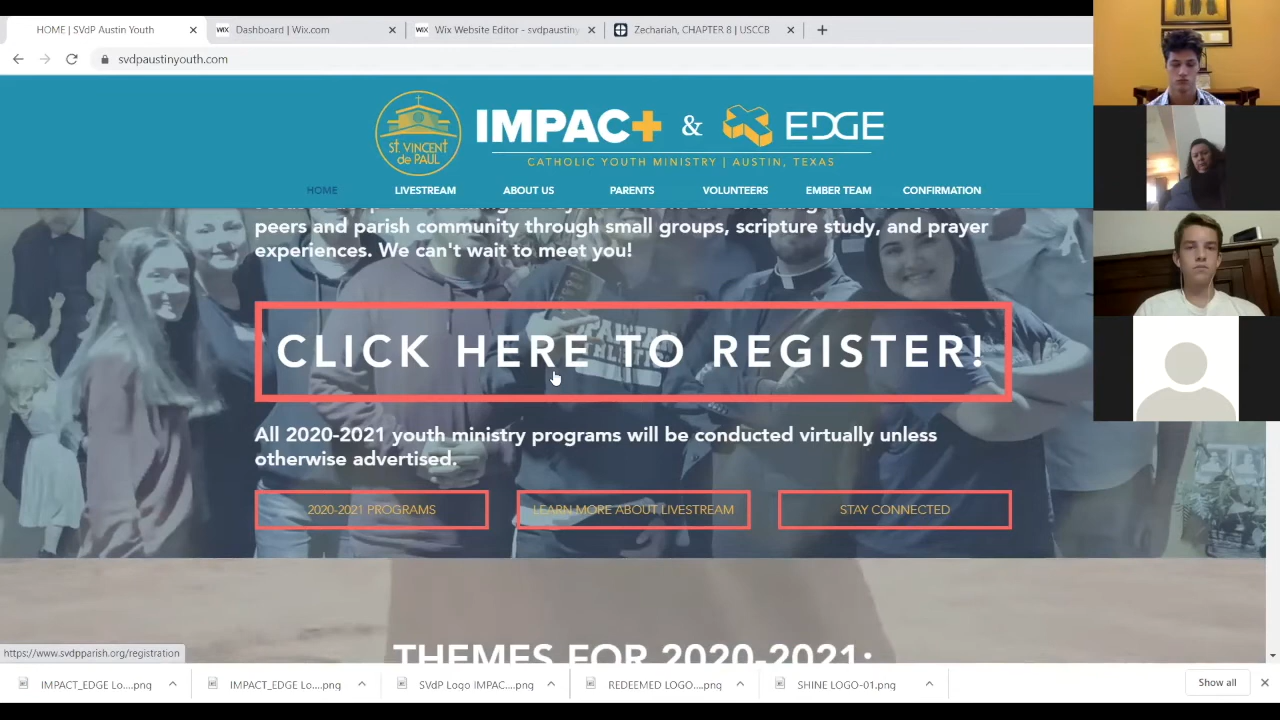 HOME | SVdP Austin Youth
Dashboard | Wix.com
Wix Website Editor - svdpaustiny
Zechariah, CHAPTER 8 | USCCB
svdpaustinyouth.com
ST. VINCENT
de PAUL
IMPAC+ & EDGE
CATHOLIC YOUTH MINISTRY | AUSTIN, TEXAS
HOME
LIVESTREAM
ABOUT US
PARENTS
VOLUNTEERS
EMBER TEAM
CONFIRMATION
peers and parish community through small groups, scripture study, and prayer
experiences. We can't wait to meet you!
CLICK HERE TO REGISTER!
All 2020-2021 youth ministry programs will be conducted virtually unless
otherwise advertised.
2020-2021 PROGRAMS
LEARN MORE ABOUT LIVESTREAM
STAY CONNECTED
THEMES FOR 2020-2021:
https://www.svdpparish.org/registration
IMPACT_EDGE Lo....png
IMPACT_EDGE Lo....png
SVdP Logo IMPAC....png
REDEEMED LOGO....png
SHINE LOGO-01.png
Show all